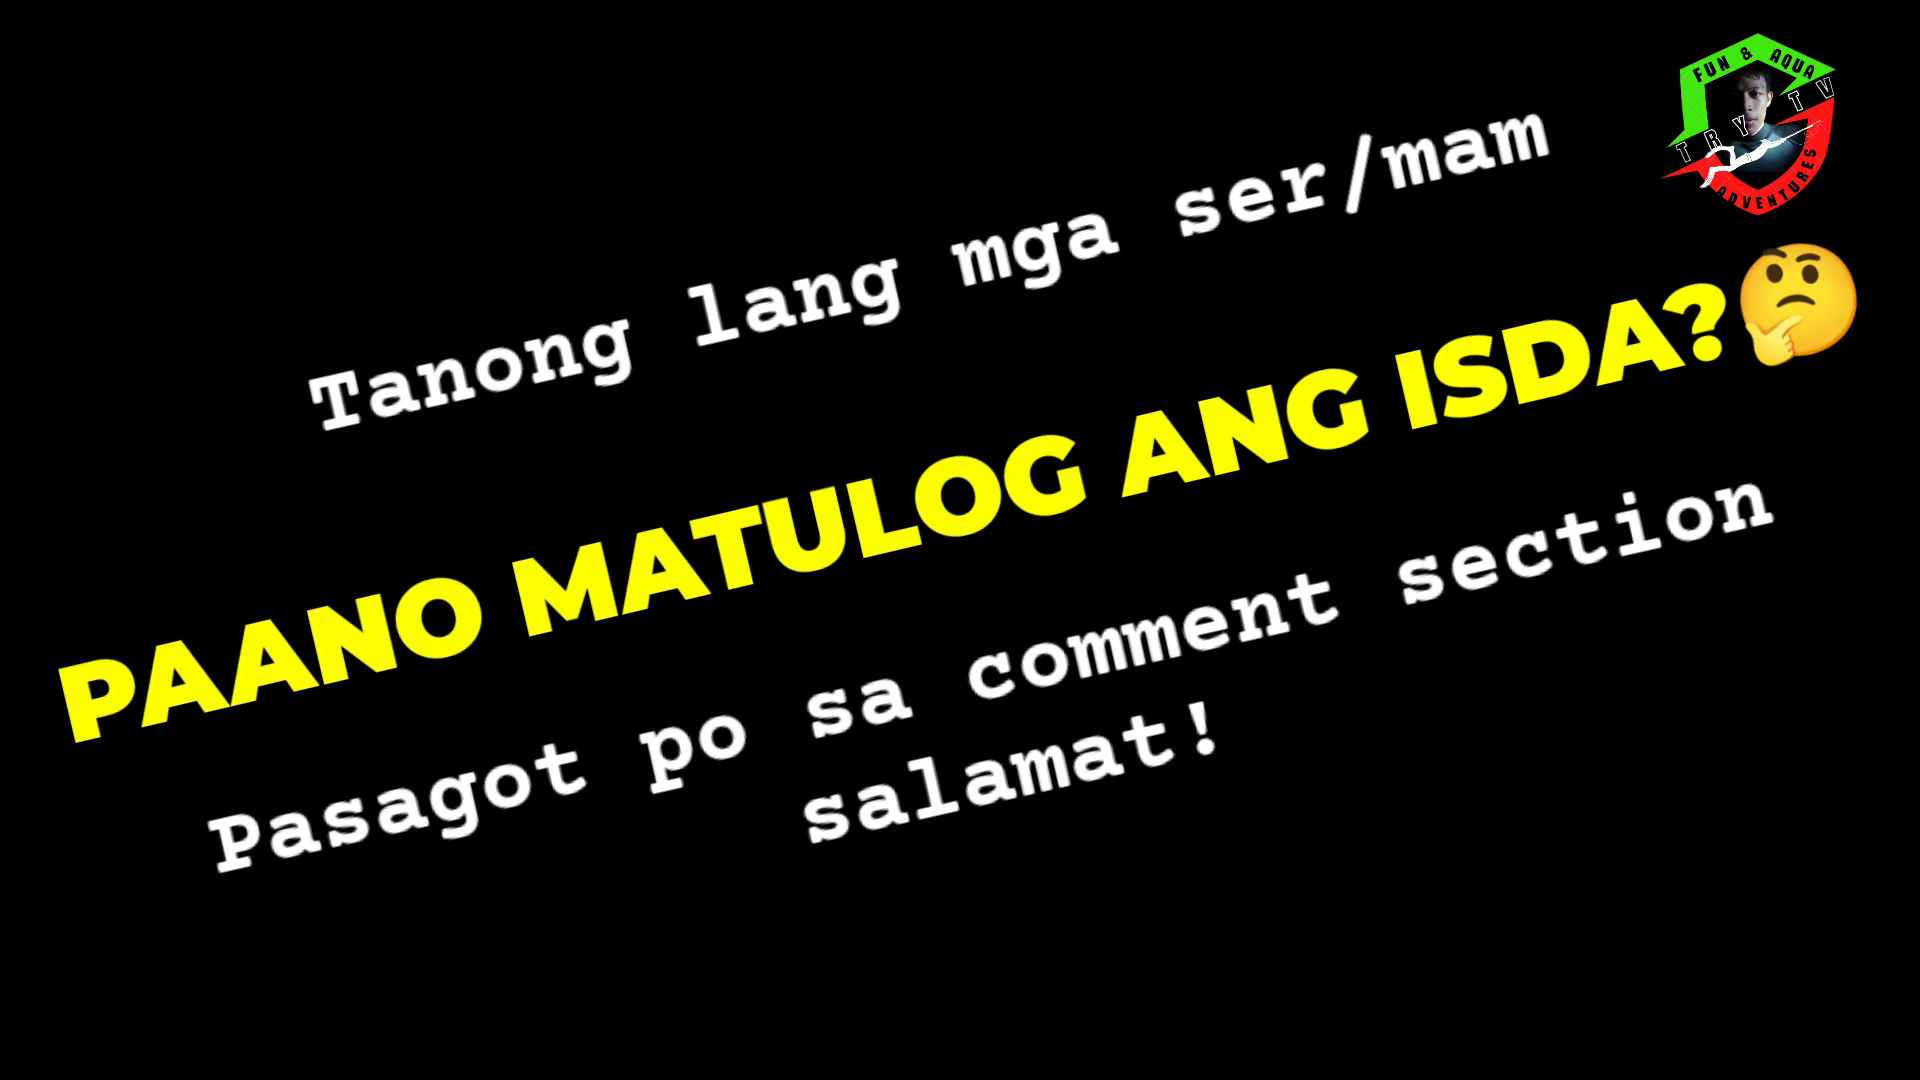 FUN & AQUA
TRY TV
ADVENTURES
Tanong lang mga ser/mam
PAANO MATULOG ANG ISDA?🤔
Pasagot po sa comment section
salamat!